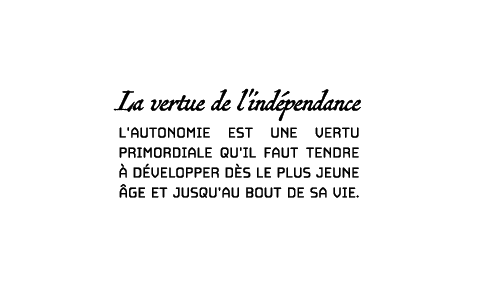 La vertue de l'indépendance
L'AUTONOMIE EST UNE VERTU
PRIMORDIALE QU'IL FAUT TENDRE
À DÉVELOPPER DÈS LE PLUS JEUNE
ÂGE ET JUSQU'AU BOUT DE SA VIE.